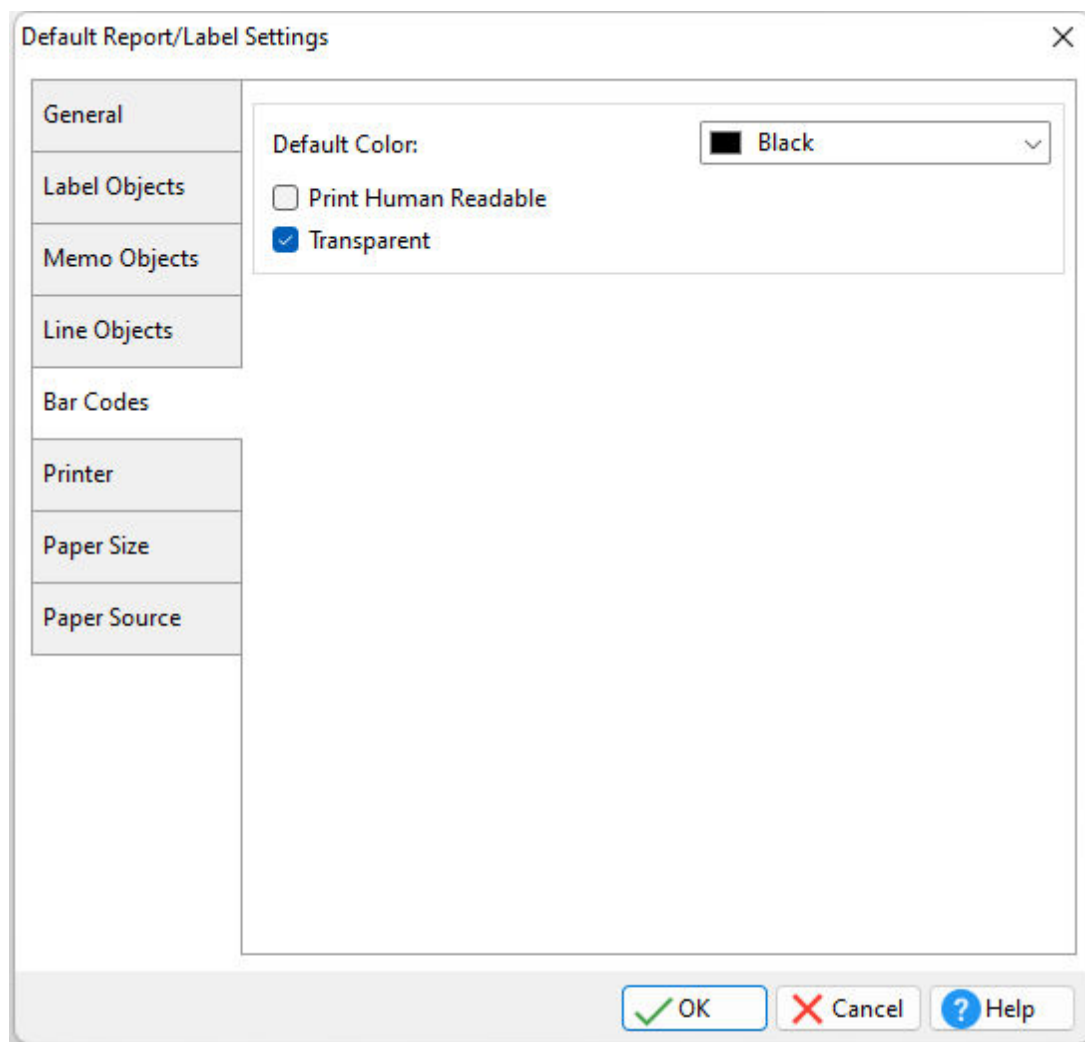 Default Report/Label Settings
General
Label Objects
Memo Objects
Line Objects
Bar Codes
Printer
Paper Size
Paper Source
Default Color: Black
Print Human Readable
Transparent
OK Cancel ? Help